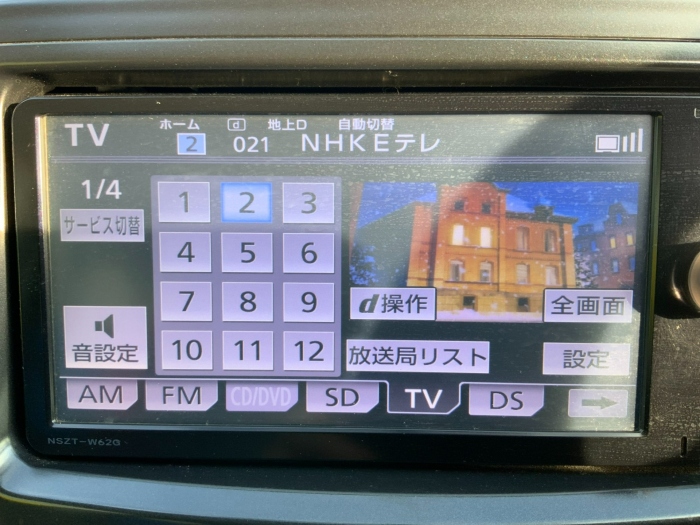 TV ホーム d 地上D 自動切替
2 021 NHKEテレ
1/4
サービス切替
1 2 3
4 5 6
7 8 9
10 11 12
音設定
d操作 全画面
放送局リスト 設定
AM FM CD/DVD SD TV DS
NSZT-W62G